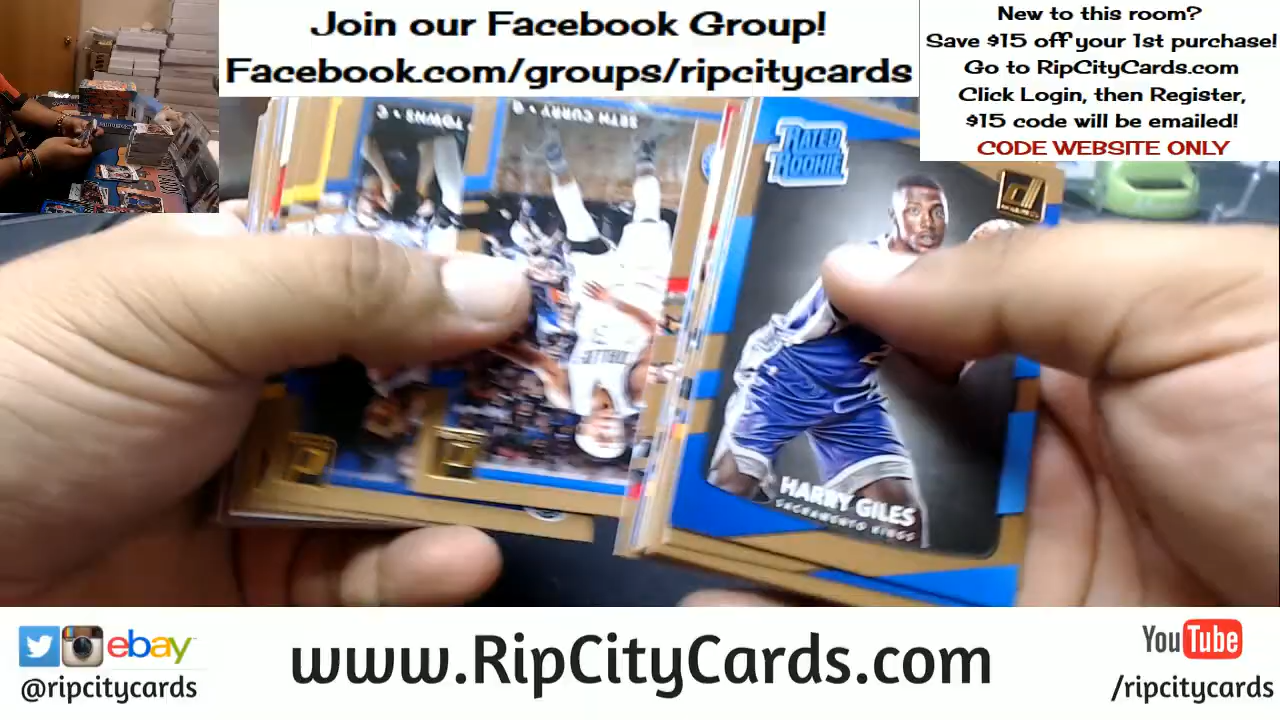 Join our Facebook Group!
Facebook.com/groups/ripcitycards
New to this room?
Save $15 off your 1st purchase!
Go to RipCityCards.com
Click Login, then Register,
$15 code will be emailed!
CODE WEBSITE ONLY
TOWNS • C
SETH CURRY • G
RATED
ROOKIE
HARRY GILES
SACRAMENTO KINGS
ebay
@ripcitycards
www.RipCityCards.com
YouTube
/ripcitycards